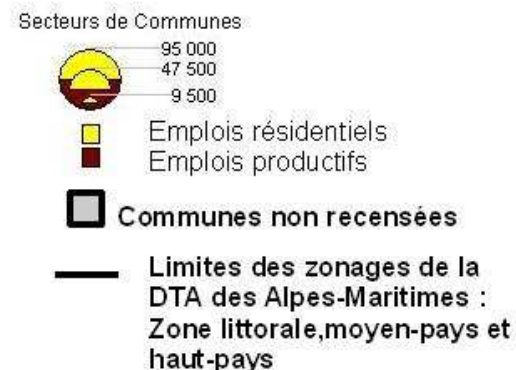 Secteurs de Communes
95 000
47 500
9 500
Emplois résidentiels
Emplois productifs
Communes non recensées
Limites des zonages de la
DTA des Alpes-Maritimes :
Zone littorale,moyen-pays et
haut-pays